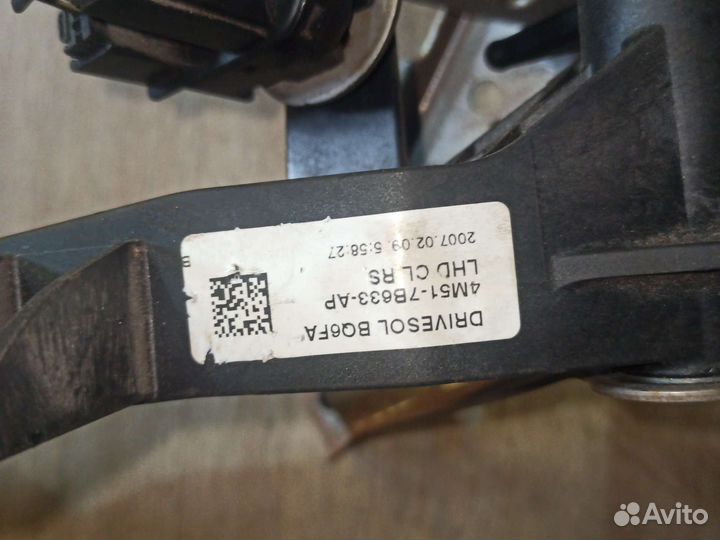 DRIVESOL BQ6FA
4M51-7B633-AP
LHD CL RS
2007.02.09. 5:58:27
B
Avito